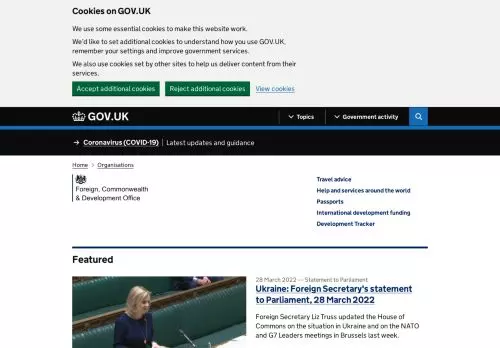 Cookies on GOV.UK
We use some essential cookies to make this website work.
We'd like to set additional cookies to understand how you use GOV.UK,
remember your settings and improve government services.
We also use cookies set by other sites to help us deliver content from their
services.
Accept additional cookies
Reject additional cookies
View cookies
GOV.UK
Topics
Government activity
Coronavirus (COVID-19)
Latest updates and guidance
Home
Organisations
Foreign, Commonwealth
& Development Office
Travel advice
Help and services around the world
Passports
International development funding
Development Tracker
Featured
28 March 2022 — Statement to Parliament
Ukraine: Foreign Secretary's statement
to Parliament, 28 March 2022
Foreign Secretary Liz Truss updated the House of
Commons on the situation in Ukraine and on the NATO
and G7 Leaders meetings in Brussels last week.